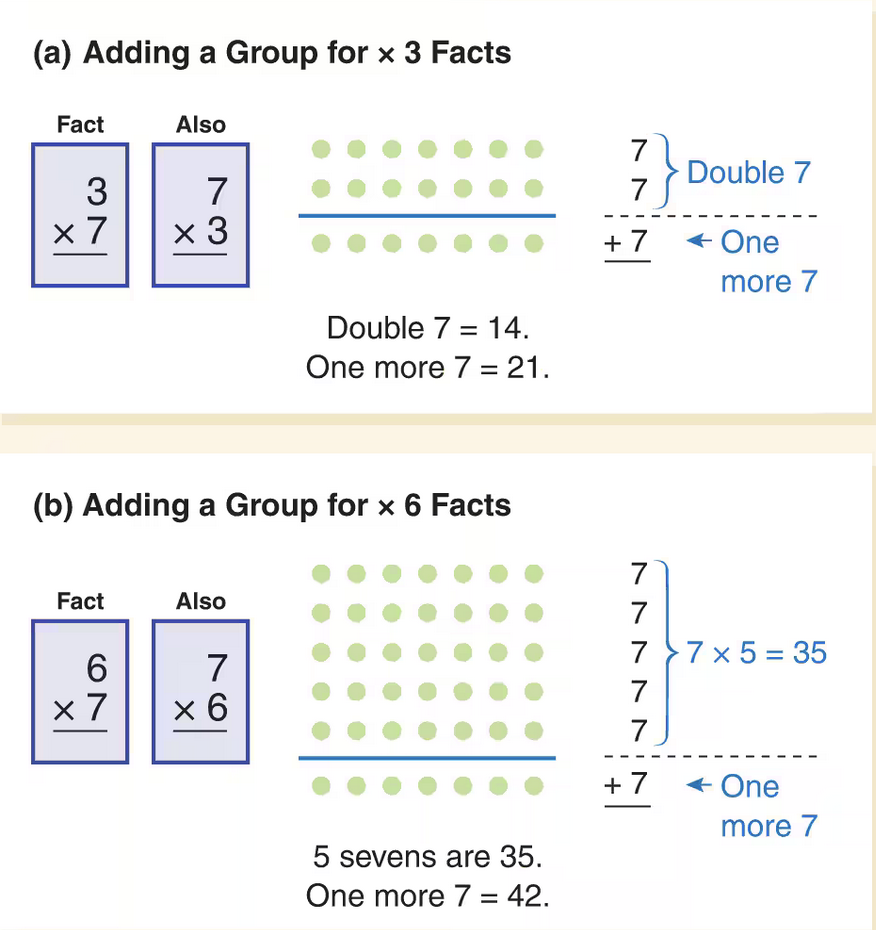 (a) Adding a Group for × 3 Facts
Fact
Also
3
× 7
7
× 3
7
7
Double 7
+ 7
One
more 7
Double 7 = 14.
One more 7 = 21.
(b) Adding a Group for × 6 Facts
Fact
Also
6
× 7
7
× 6
7
7
7
7
7
7 × 5 = 35
+ 7
One
more 7
5 sevens are 35.
One more 7 = 42.